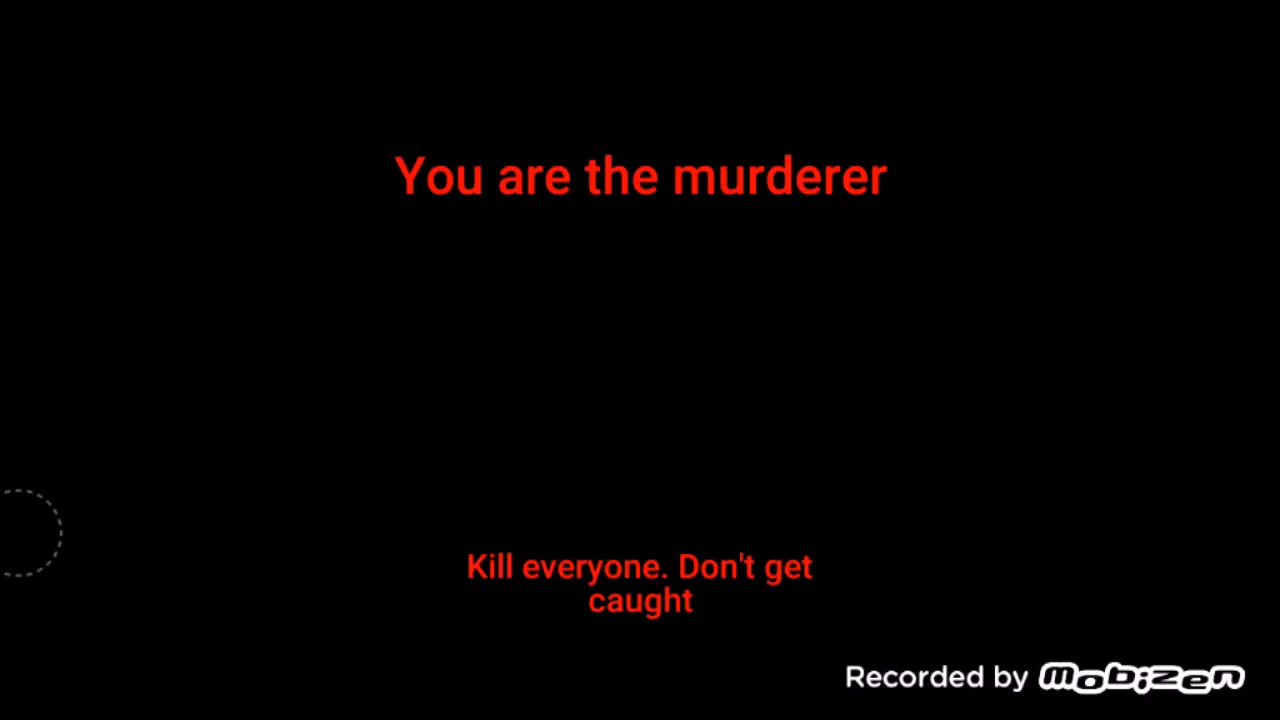 You are the murderer
Kill everyone. Don't get
caught
Recorded by mobizen